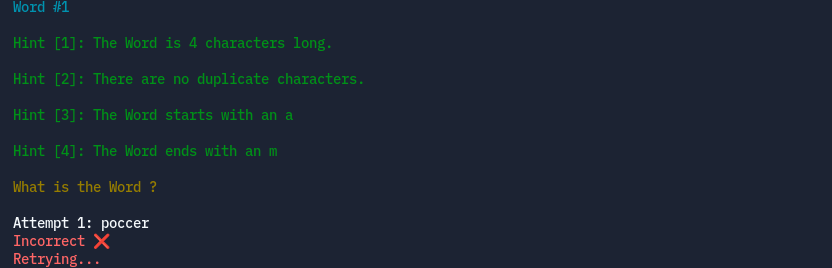 Word #1
Hint [1]: The Word is 4 characters long.
Hint [2]: There are no duplicate characters.
Hint [3]: The Word starts with an a
Hint [4]: The Word ends with an m
What is the Word ?
Attempt 1: poccer
Incorrect ❌
Retrying...